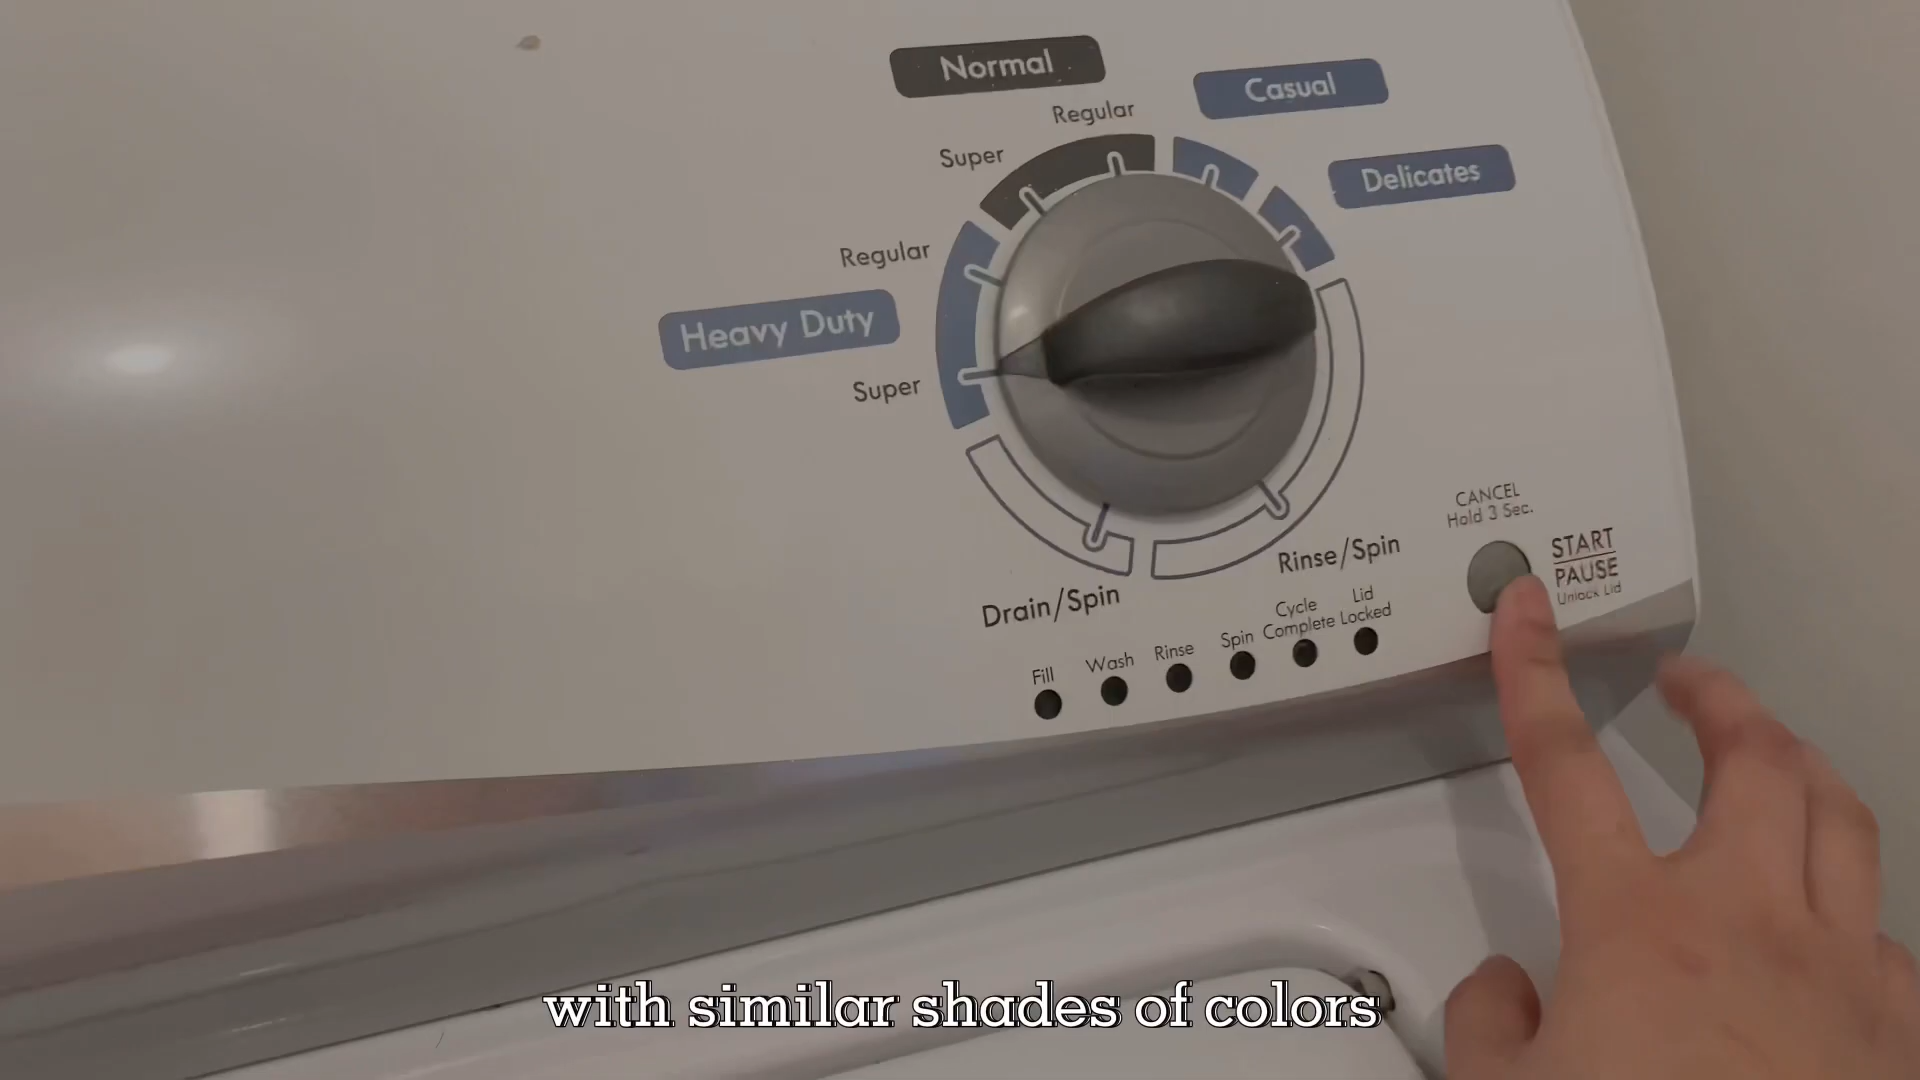 Normal
Casual
Regular
Super
Delicates
Regular
Heavy Duty
Super
CANCEL
Hold 3 Sec.
START
PAUSE
Unlock Lid
Rinse/Spin
Drain/Spin
Fill
Wash
Rinse
Spin
Cycle
Complete
Lid
Locked
with similar shades of colors